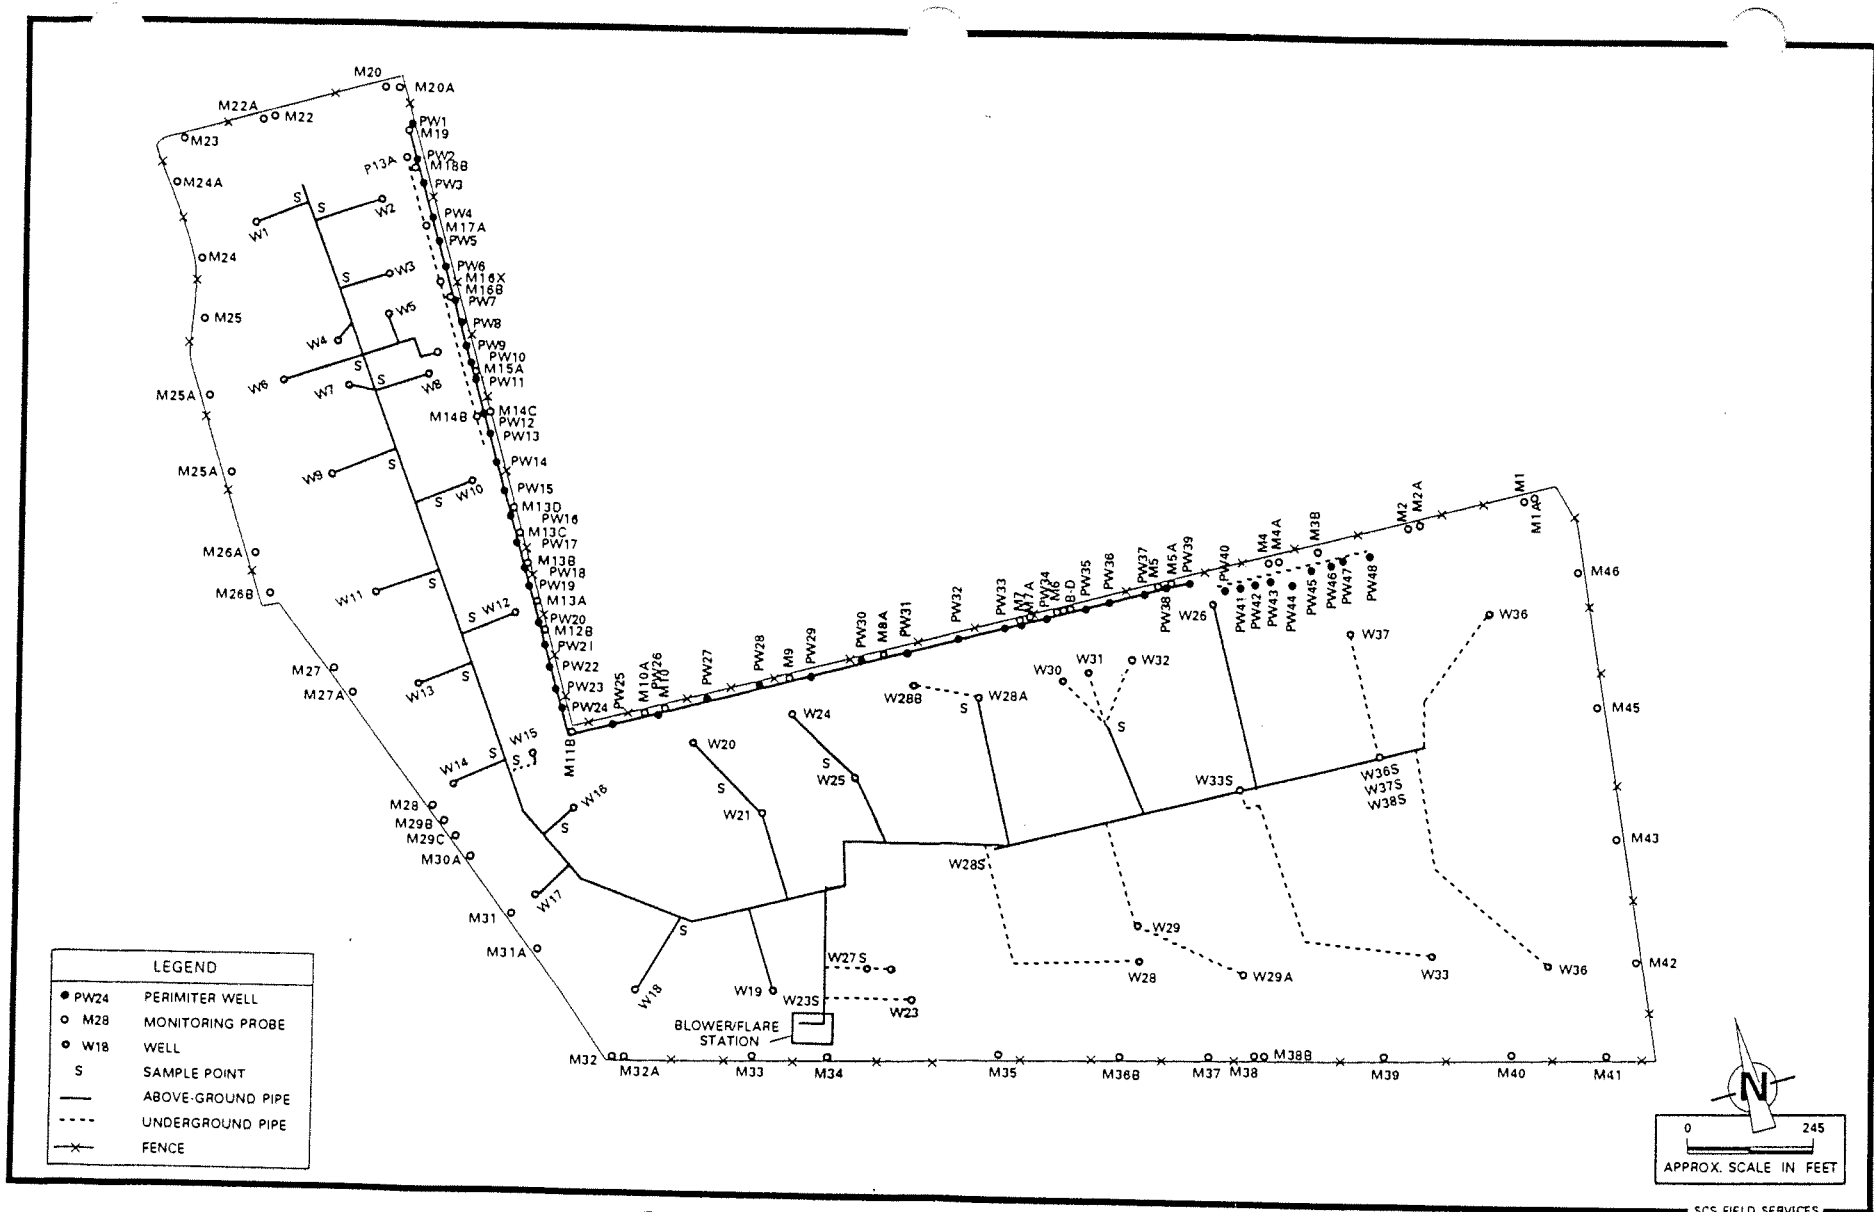 M20
M20A
M22A
M22
M23
PW1
M19
P13A
PW2
M18B
M24A
PW3
S
S
W2
W1
PW4
M17A
PW5
M24
PW6
S
W3
M16X
M16B
PW7
W5
M25
PW8
W4
PW9
PW10
S
M15A
W6
W7
S
W8
PW11
M25A
M14B
M14C
PW12
PW13
S
PW14
M25A
W9
W10
S
PW15
M13D
PW16
M13C
PW17
M26A
M13B
PW18
M26B
W11
PW19
W12
S
M13A
PW20
M12B
PW21
M27
PW22
M27A
W13
PW23
PW24
M11B
PW25
M10A
PW26
M10
PW27
PW28
M9
PW29
PW30
M8A
PW31
PW32
PW33
M7
M7A
PW34
M6
B-D
PW35
PW36
PW37
M5
M5A
PW38
PW39
PW40
W26
PW41
PW42
PW43
PW44
M4
M4A
M3B
PW45
PW46
PW47
PW48
M2
M2A
M1
M1A
M46
W36
W37
W30
W31
W32
W28B
W28A
S
S
M45
W14
S
S
W15
W20
W24
S
W25
S
W21
W33S
W36S
W37S
W38S
M28
M29B
M29C
M30A
W16
S
M43
W28S
W17
M31
M31A
S
W18
W19
W27S
W23S
W23
W29
W28
W29A
W33
W36
M42
BLOWER/FLARE
STATION
M32
M32A
M33
M34
M35
M36B
M37
M38
M38B
M39
M40
M41
LEGEND
PW24 PERIMITER WELL
M28 MONITORING PROBE
W18 WELL
S SAMPLE POINT
ABOVE-GROUND PIPE
UNDERGROUND PIPE
FENCE
N
0 245
APPROX. SCALE IN FEET
SCS FIELD SERVICES